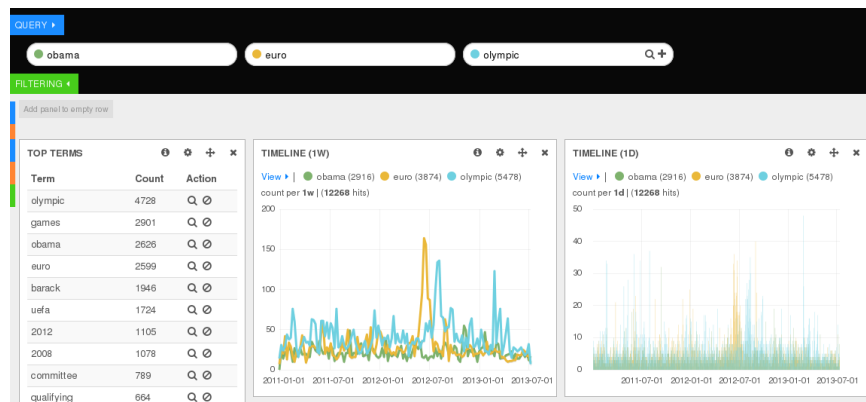 QUERY
obama
euro
olympic
FILTERING
Add panel to empty row
TOP TERMS
Term Count Action
olympic 4728
games 2901
obama 2626
euro 2599
barack 1946
uefa 1724
2012 1105
2008 1078
committee 789
qualifying 664
TIMELINE (1W)
View | obama (2916) euro (3874) olympic (5478)
count per 1w | (12268 hits)
200
150
100
50
0
2011-01-01 2011-07-01 2012-01-01 2012-07-01 2013-01-01 2013-07-01
TIMELINE (1D)
View | obama (2916) euro (3874) olympic (5478)
count per 1d | (12268 hits)
50
40
30
20
10
0
2011-07-01 2012-01-01 2012-07-01 2013-01-01 2013-07-01